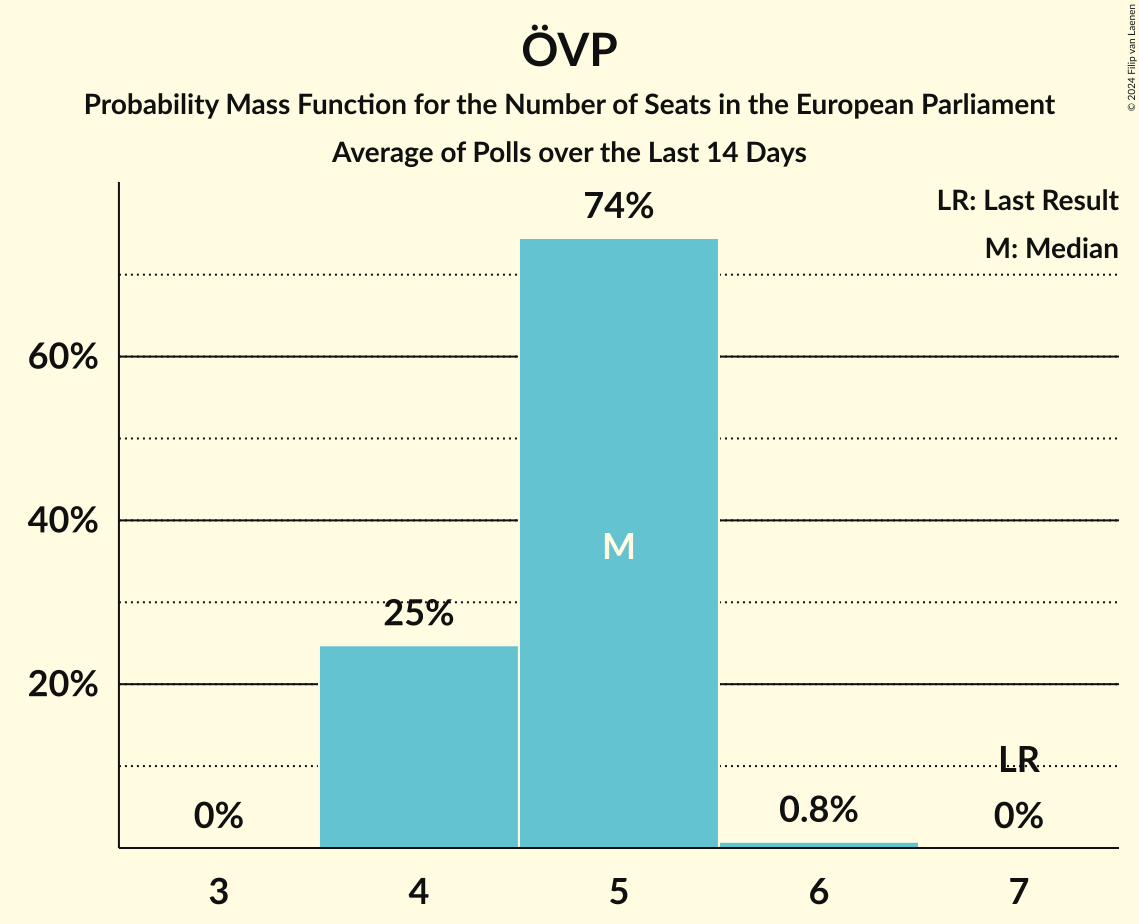 ÖVP
Probability Mass Function for the Number of Seats in the European Parliament
Average of Polls over the Last 14 Days
© 2024 Filip van Laenen
LR: Last Result
M: Median
74%
60%
40%
M
25%
20%
LR
0%
0.8%
0%
3 4 5 6 7